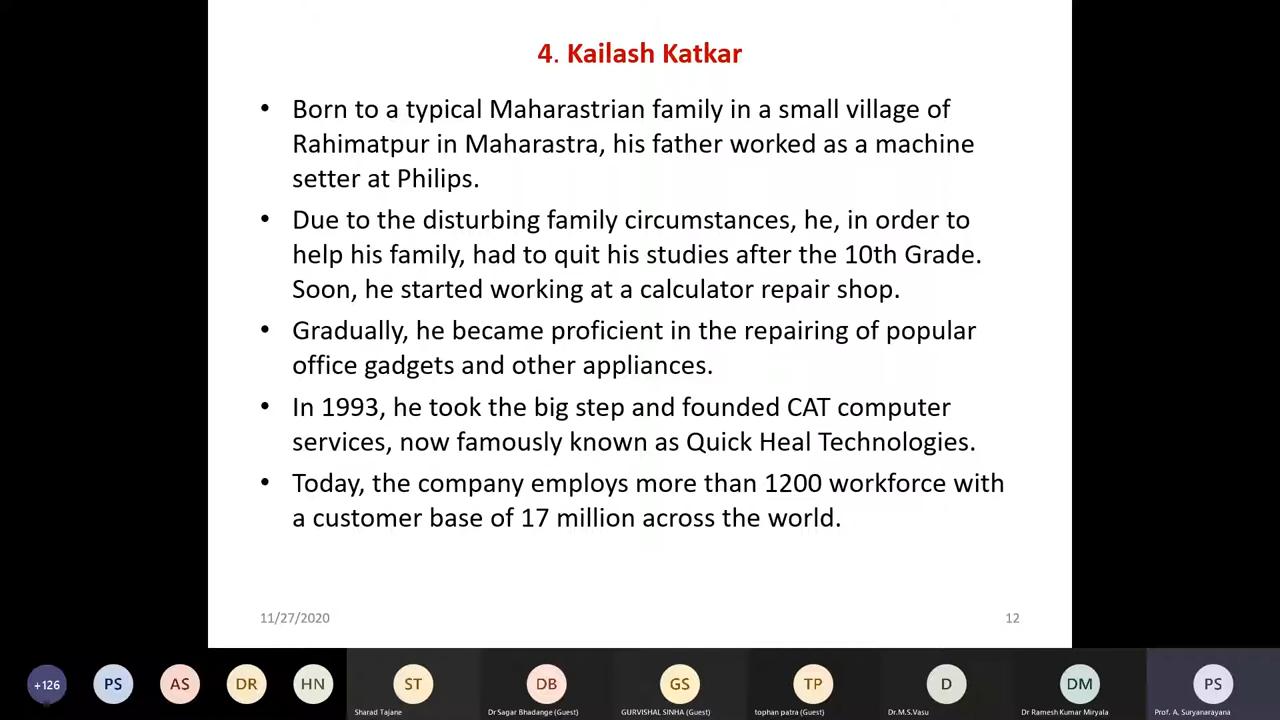 4. Kailash Katkar
• Born to a typical Maharastrian family in a small village of
Rahimatpur in Maharastra, his father worked as a machine
setter at Philips.
• Due to the disturbing family circumstances, he, in order to
help his family, had to quit his studies after the 10th Grade.
Soon, he started working at a calculator repair shop.
• Gradually, he became proficient in the repairing of popular
office gadgets and other appliances.
• In 1993, he took the big step and founded CAT computer
services, now famously known as Quick Heal Technologies.
• Today, the company employs more than 1200 workforce with
a customer base of 17 million across the world.
11/27/2020 12
+126 PS AS DR HN ST DB GS TP D DM PS
Sharad Tajane Dr Sagar Bhadange (Guest) GURVISHAL SINHA (Guest) tophan patra (Guest) Dr.M.S.Vasu Dr Ramesh Kumar Miryala Prof. A. Suryanarayana